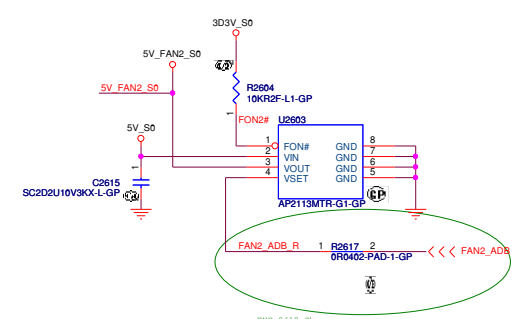 3D3V_S0
5V_FAN2_S0
5V_FAN2_S0
R2604
10KR2F-L1-GP
1
FON2#
U2603
5V_S0
1 FON# GND 8
2 VIN GND 7
3 VOUT GND 6
4 VSET GND 5
1
C2615
SC2D2U10V3KX-L-GP
AP2113MTR-G1-GP
FAN2_ADB_R 1 R2617 2 FAN2_ADB
0R0402-PAD-1-GP